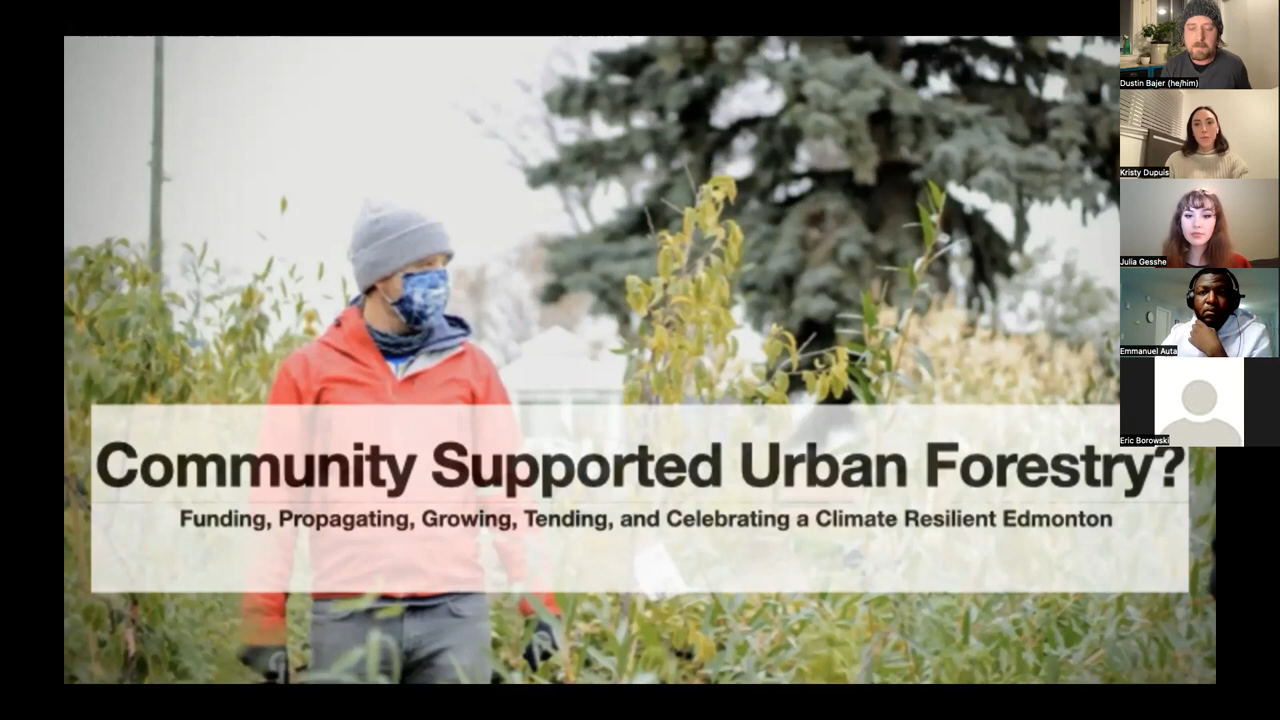 Community Supported Urban Forestry?
Funding, Propagating, Growing, Tending, and Celebrating a Climate Resilient Edmonton
Dustin Bajer (he/him)
Kristy Dupuis
Julia Gesshe
Emmanuel Auta
Eric Borowski